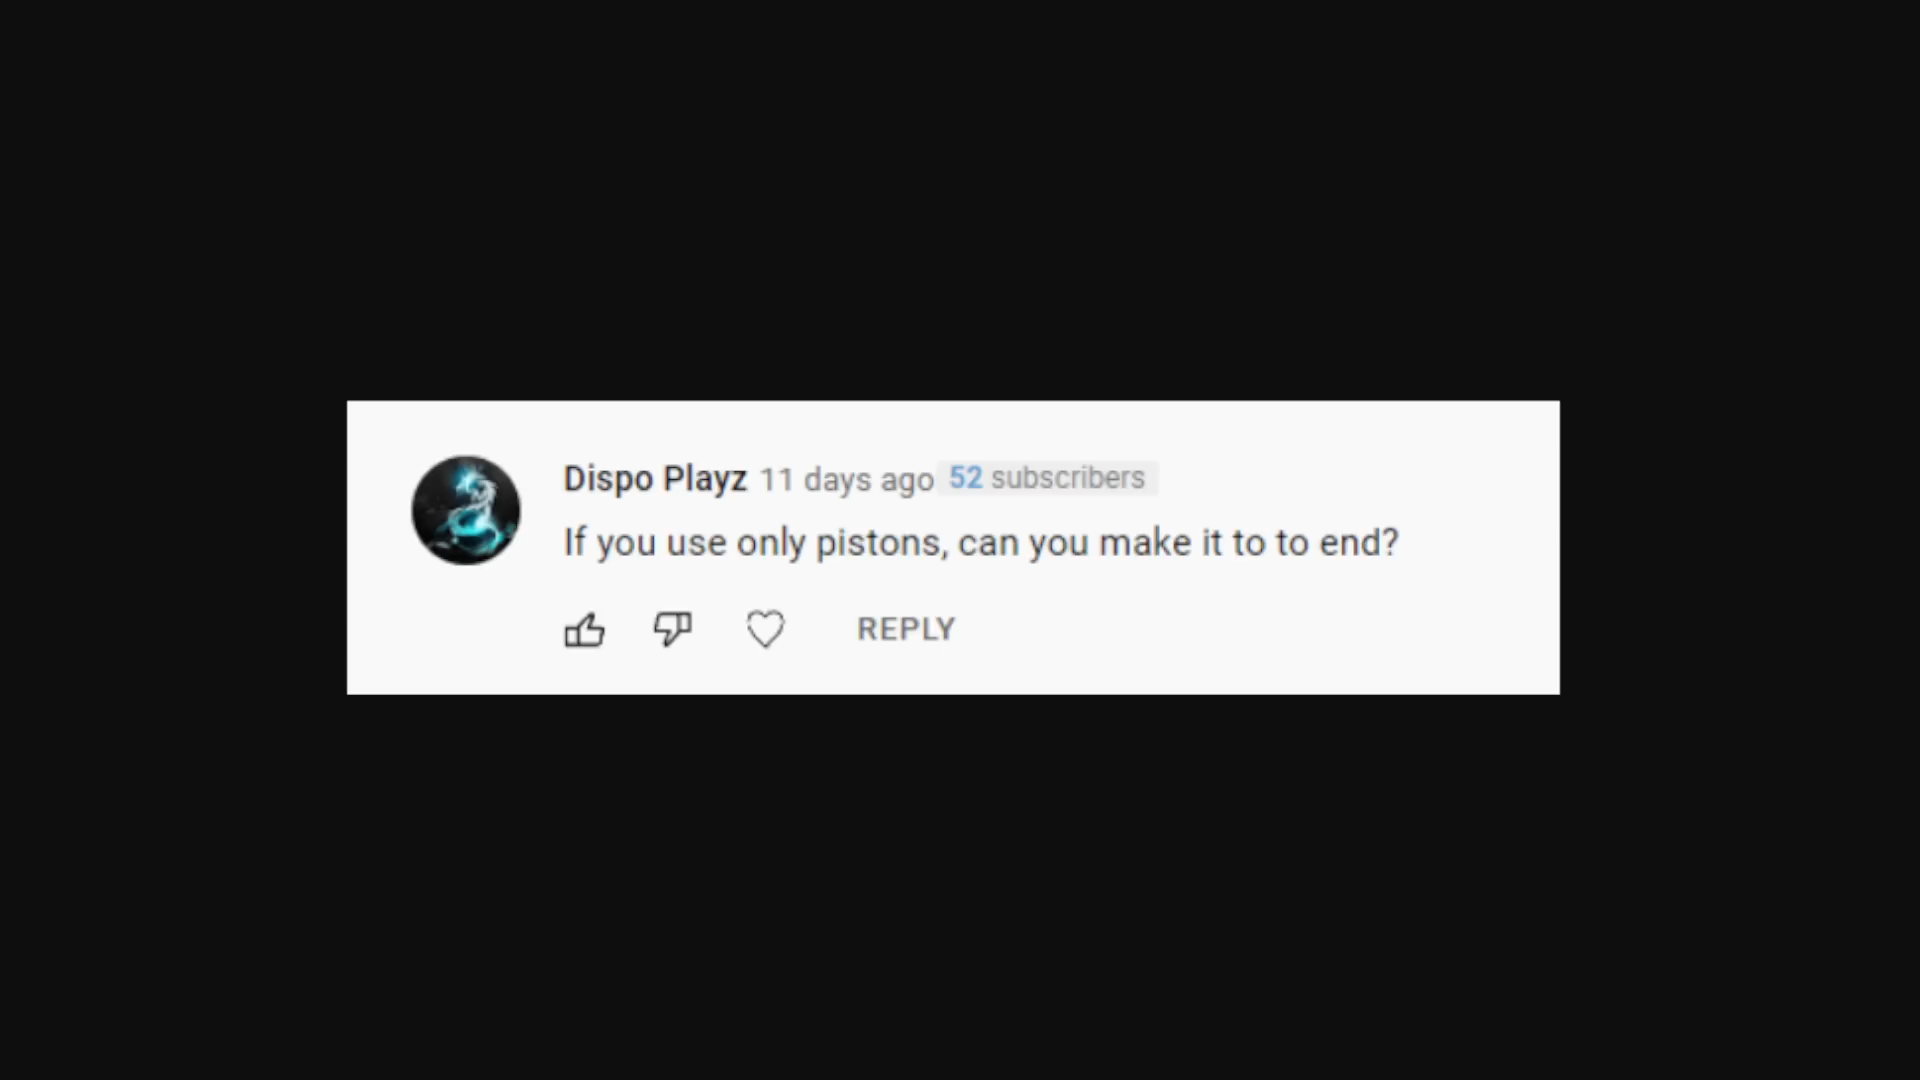 Dispo Playz 11 days ago 52 subscribers
If you use only pistons, can you make it to to end?
REPLY